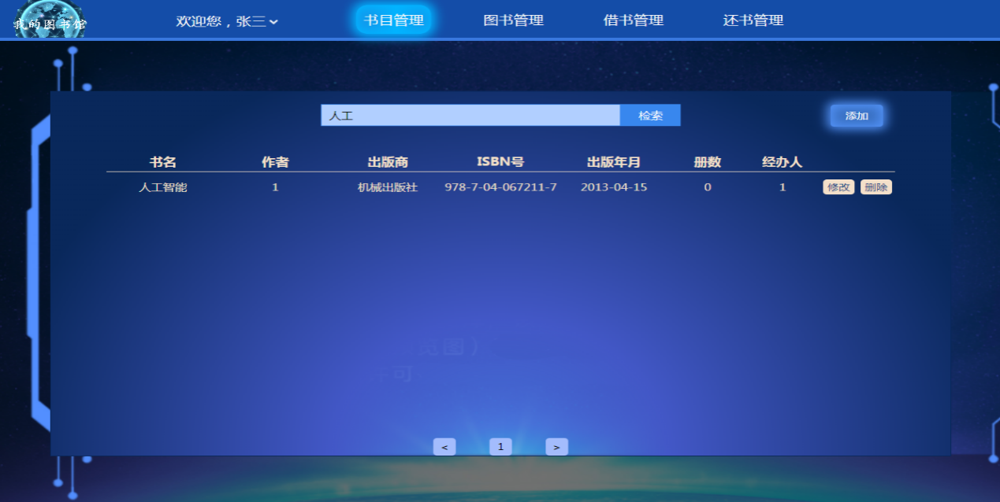 我的图书馆 欢迎您，张三 书目管理 图书管理 借书管理 还书管理
人工 检索 添加
书名 作者 出版商 ISBN号 出版年月 册数 经办人
人工智能 1 机械出版社 978-7-04-067211-7 2013-04-15 0 1 修改 删除
览图）
可
< 1 >